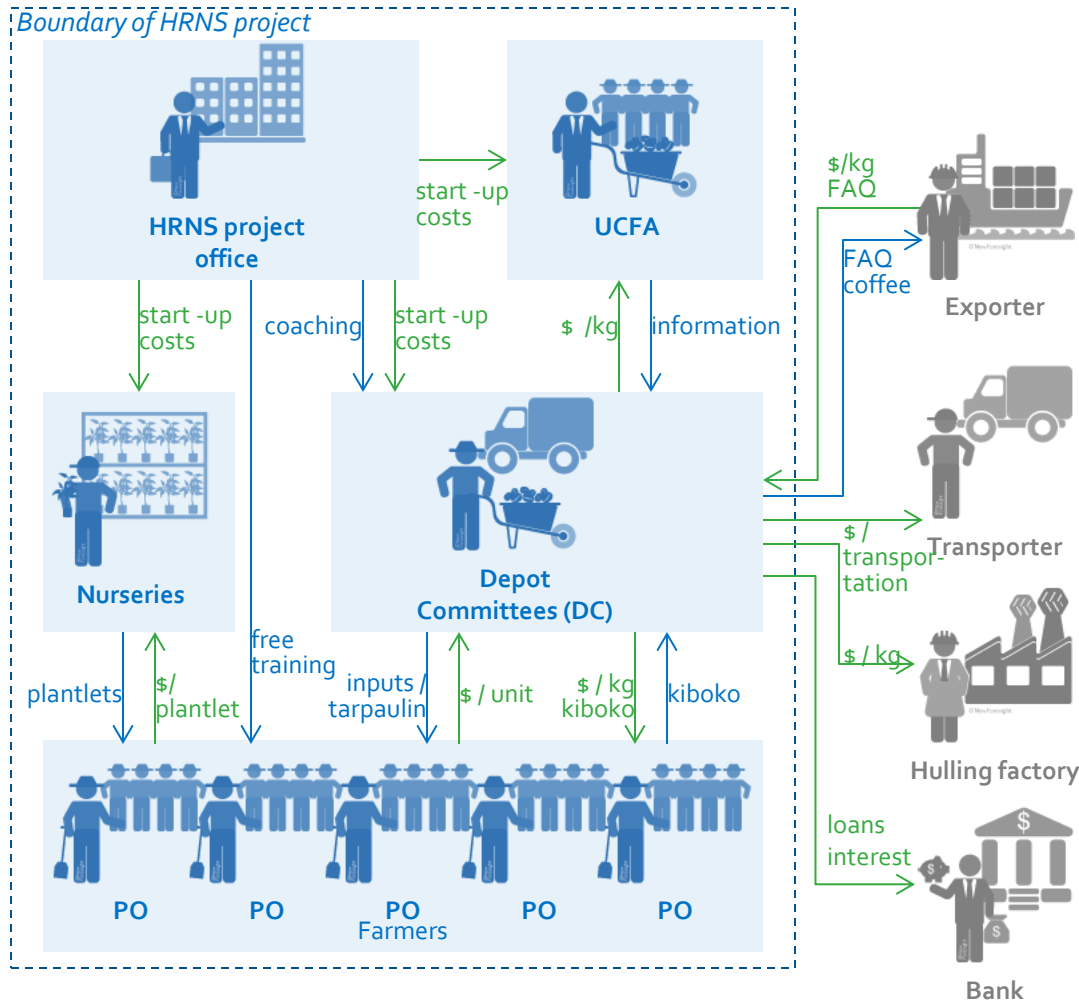 Boundary of HRNS project
HRNS project
office
UCFA
start -up
costs
$/kg
FAQ
FAQ
coffee
Exporter
© NewForesight
start -up
costs
coaching
start -up
costs
$ /kg
information
Nurseries
Depot
Committees (DC)
$ /
transpor-
tation
Transporter
$ / kg
© NewForesight
Hulling factory
plantlets
$/
plantlet
free
training
inputs /
tarpaulin
$ / unit
$ / kg
kiboko
kiboko
loans
interest
$
$
$
Bank
PO
PO
PO
PO
PO
Farmers